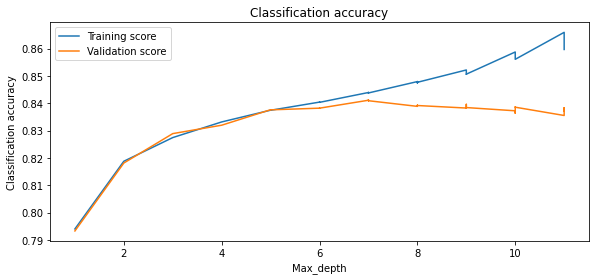 Classification accuracy
Training score
Validation score
Classification accuracy
0.86
0.85
0.84
0.83
0.82
0.81
0.80
0.79
2
4
6
8
10
Max_depth